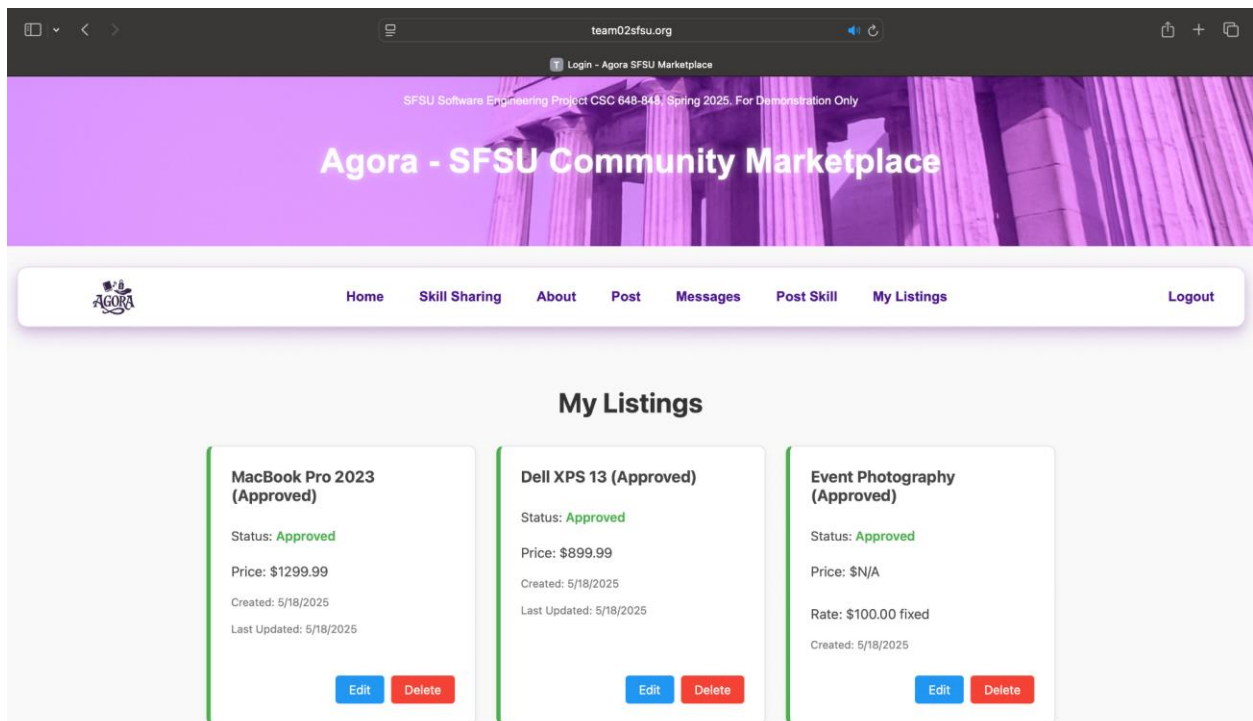 team02sfsu.org
T Login - Agora SFSU Marketplace
SFSU Software Engineering Project CSC 648-848, Spring 2025. For Demonstration Only
Agora - SFSU Community Marketplace
AGORA
Home Skill Sharing About Post Messages Post Skill My Listings Logout
My Listings
MacBook Pro 2023
(Approved)
Status: Approved
Price: $1299.99
Created: 5/18/2025
Last Updated: 5/18/2025
Edit Delete
Dell XPS 13 (Approved)
Status: Approved
Price: $899.99
Created: 5/18/2025
Last Updated: 5/18/2025
Edit Delete
Event Photography
(Approved)
Status: Approved
Price: $N/A
Rate: $100.00 fixed
Created: 5/18/2025
Edit Delete